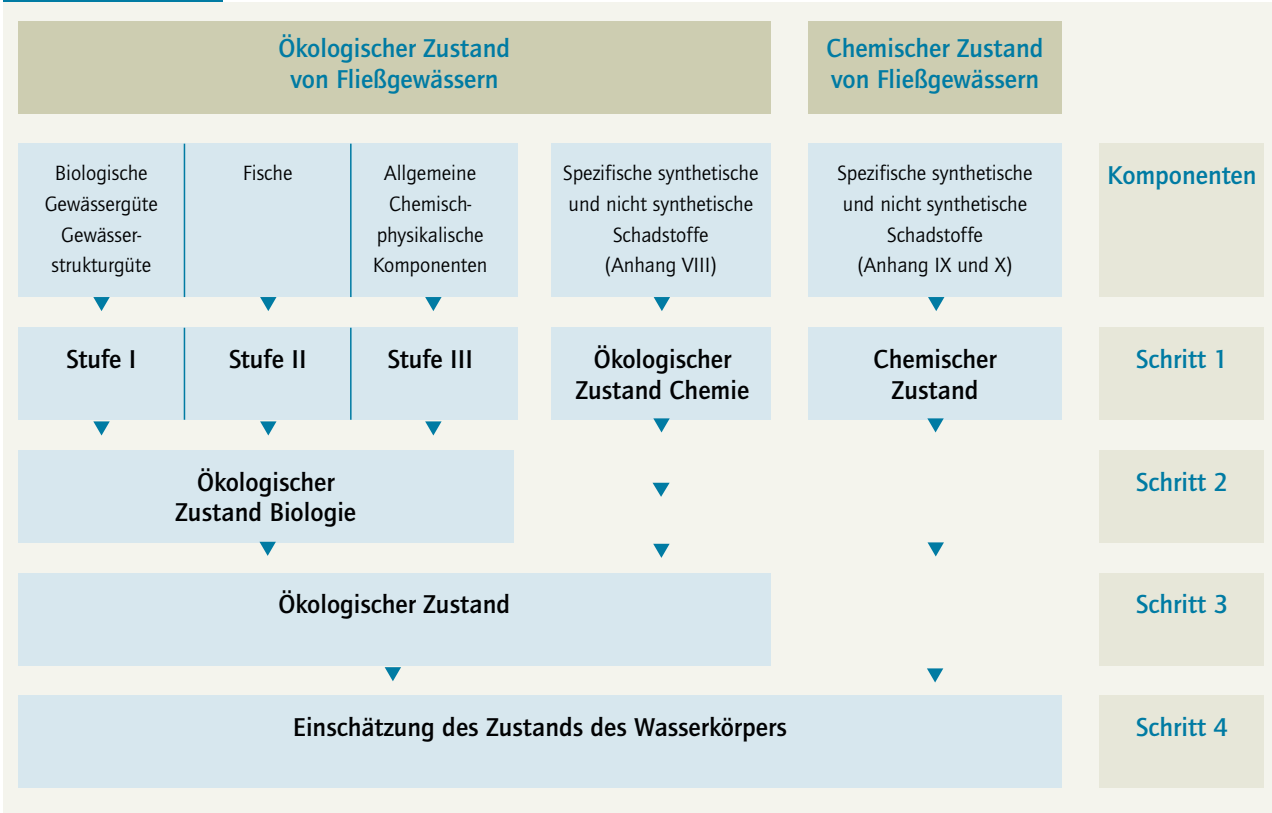 Ökologischer Zustand
von Fließgewässern
Chemischer Zustand
von Fließgewässern
Biologische
Gewässergüte
Gewässer-
strukturgüte
Fische
Allgemeine
Chemisch-
physikalische
Komponenten
Spezifische synthetische
und nicht synthetische
Schadstoffe
(Anhang VIII)
Spezifische synthetische
und nicht synthetische
Schadstoffe
(Anhang IX und X)
Komponenten
Stufe I
Stufe II
Stufe III
Ökologischer
Zustand Chemie
Chemischer
Zustand
Schritt 1
Ökologischer
Zustand Biologie
Schritt 2
Ökologischer Zustand
Schritt 3
Einschätzung des Zustands des Wasserkörpers
Schritt 4